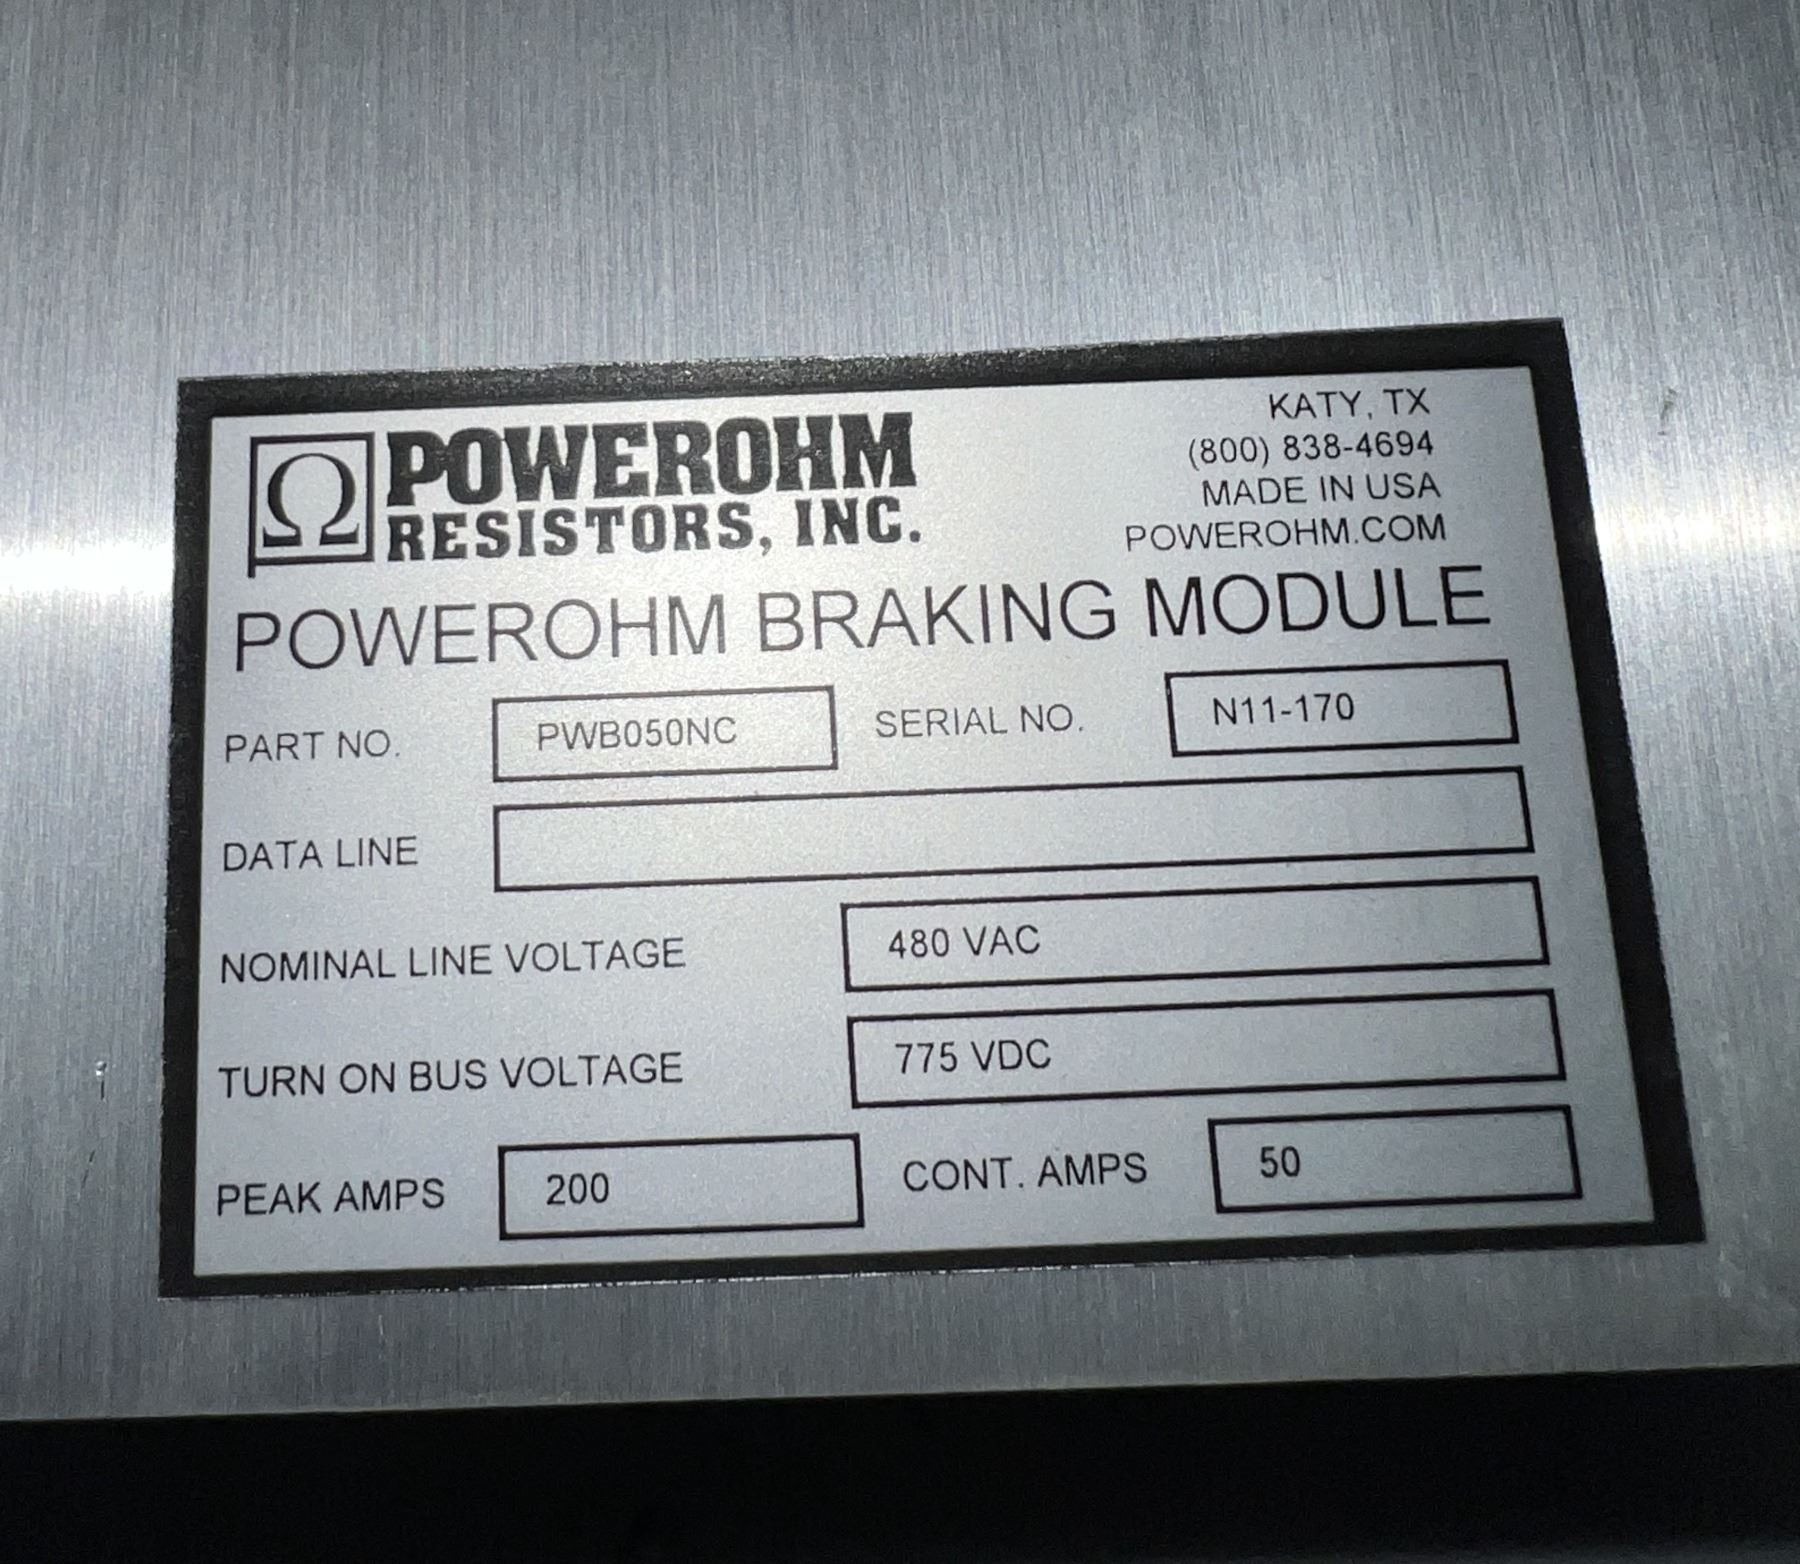 Ω POWEROHM
RESISTORS, INC.
KATY, TX
(800) 838-4694
MADE IN USA
POWEROHM.COM
POWEROHM BRAKING MODULE
PART NO. PWB050NC SERIAL NO. N11-170
DATA LINE
NOMINAL LINE VOLTAGE 480 VAC
TURN ON BUS VOLTAGE 775 VDC
PEAK AMPS 200 CONT. AMPS 50